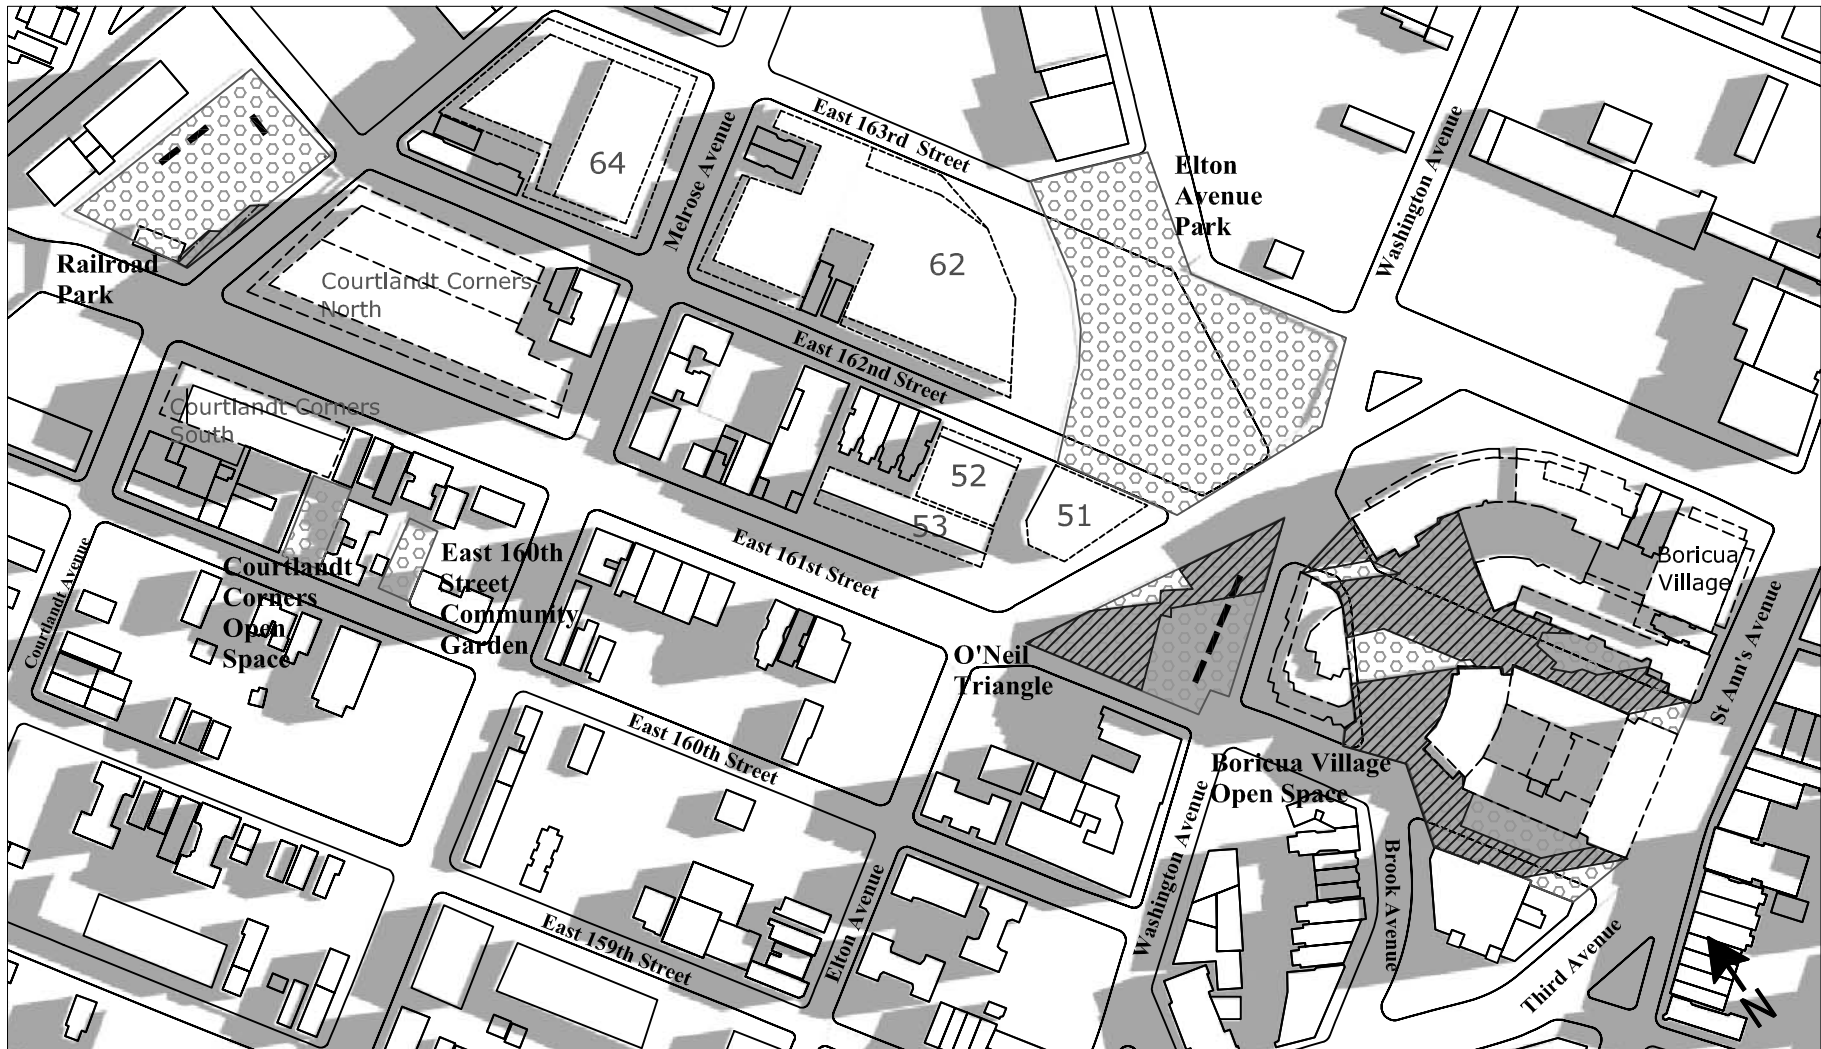 East 163rd Street
Melrose Avenue
64
Elton
Avenue
Park
Washington Avenue
Railroad
Park
62
Courtlandt Corners
North
East 162nd Street
Courtlandt Corners
South
52
51
53
East 161st Street
Courtlandt Avenue
Courtlandt
Corners
Open
Space
East 160th
Street
Community
Garden
Boricua
Village
St Ann's Avenue
O'Neil
Triangle
East 160th Street
Boricua Village
Open Space
Washington Avenue
Brook Avenue
Elton Avenue
East 159th Street
Third Avenue
N